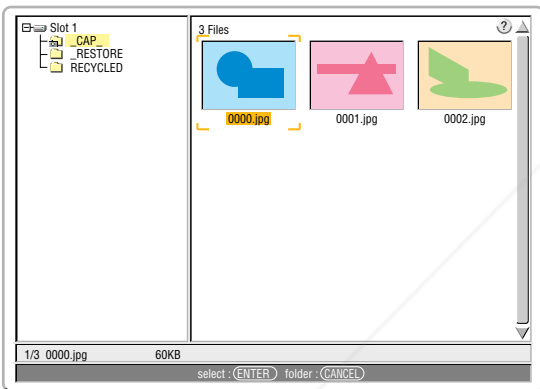 Slot 1
_CAP_
_RESTORE
RECYCLED
3 Files
?
0000.jpg 0001.jpg 0002.jpg
1/3 0000.jpg 60KB
select : ENTER folder : CANCEL